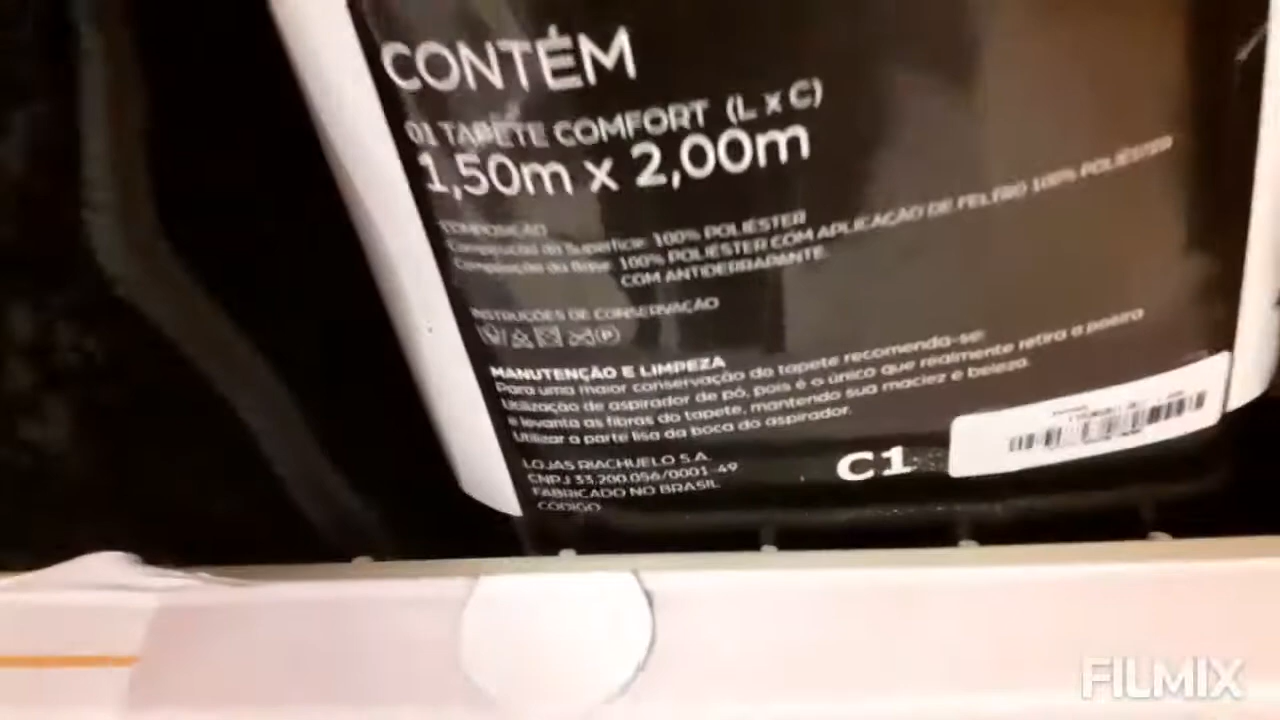 CONTÉM
01 TAPETE COMFORT (L X C)
1,50m x 2,00m
COMPOSIÇÃO
Composição da Superfície: 100% POLIÉSTER
Composição da Base: 100% POLIÉSTER COM APLICAÇÃO DE FELTRO 100% POLIÉSTER
COM ANTIDERRAPANTE.
INSTRUÇÕES DE CONSERVAÇÃO
MANUTENÇÃO E LIMPEZA
Para uma maior conservação do tapete recomenda-se:
Utilização de aspirador de pó, pois é o único que realmente retira a poeira
e levanta as fibras do tapete, mantendo sua maciez e beleza.
Utilizar a parte lisa da boca do aspirador.
LOJAS RIACHUELO S.A.
CNPJ 33.200.056/0001-49
FABRICADO NO BRASIL
CÓDIGO
C1
FILMIX